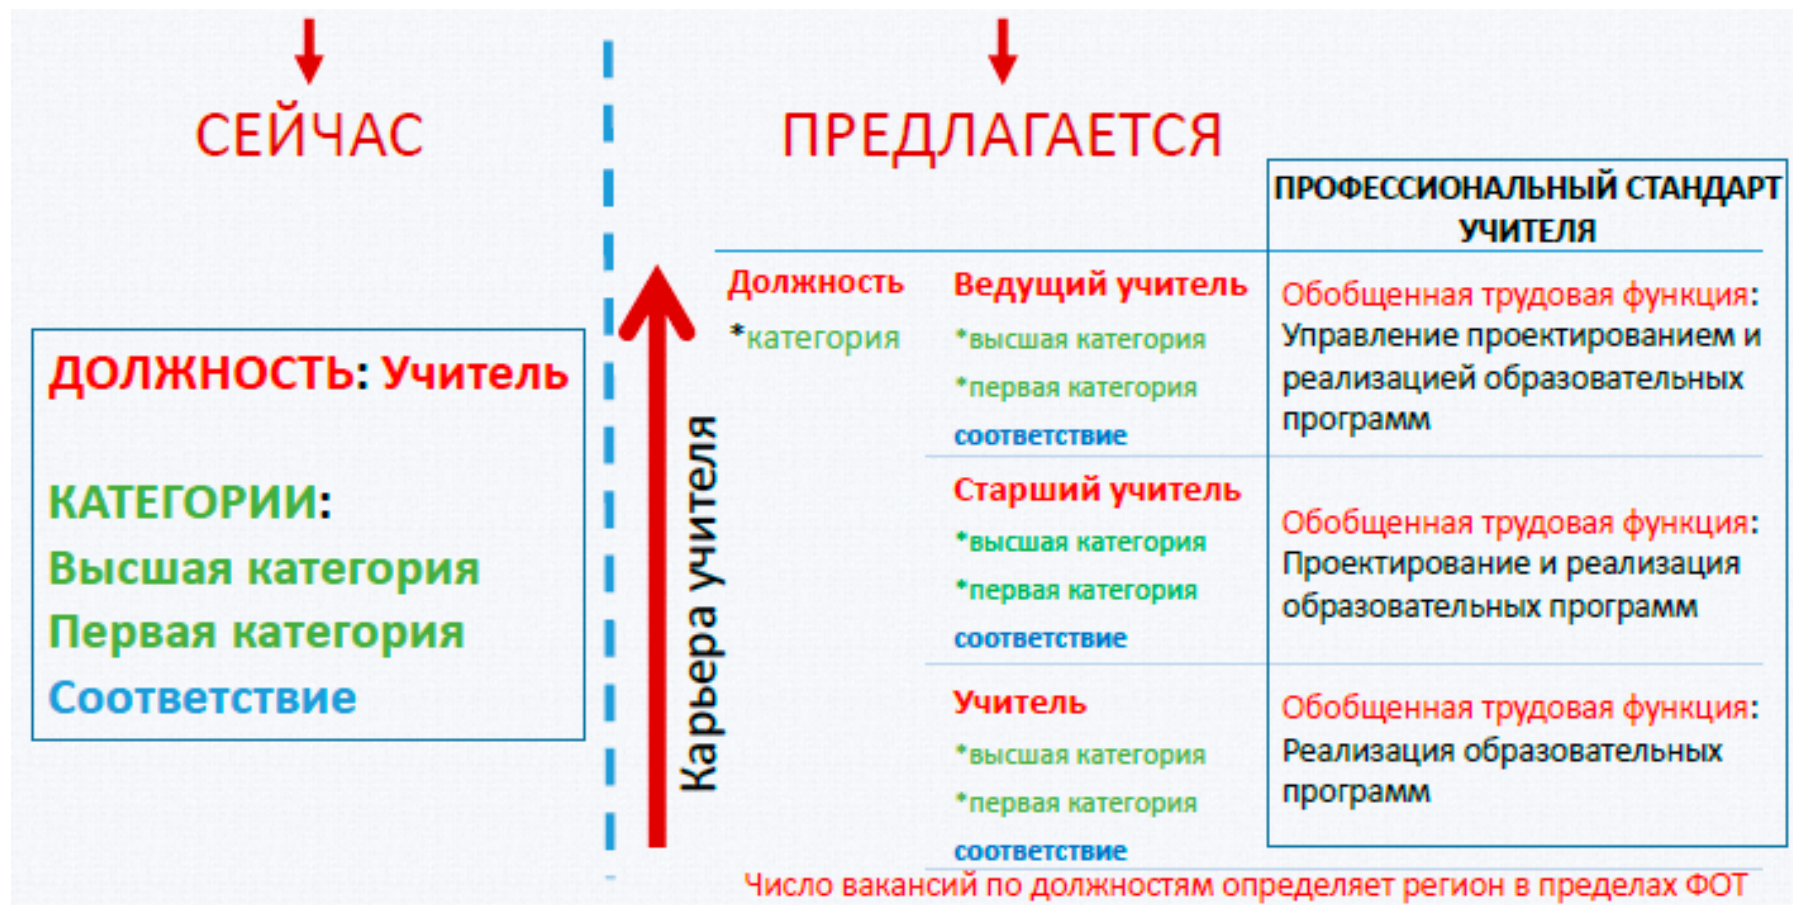 СЕЙЧАС
ДОЛЖНОСТЬ: Учитель
КАТЕГОРИИ:
Высшая категория
Первая категория
Соответствие
ПРЕДЛАГАЕТСЯ
Карьера учителя
ПРОФЕССИОНАЛЬНЫЙ СТАНДАРТ
УЧИТЕЛЯ
Должность
*категория
Ведущий учитель
*высшая категория
*первая категория
соответствие
Обобщенная трудовая функция:
Управление проектированием и
реализацией образовательных
программ
Старший учитель
*высшая категория
*первая категория
соответствие
Обобщенная трудовая функция:
Проектирование и реализация
образовательных программ
Учитель
*высшая категория
*первая категория
соответствие
Обобщенная трудовая функция:
Реализация образовательных
программ
Число вакансий по должностям определяет регион в пределах ФОТ